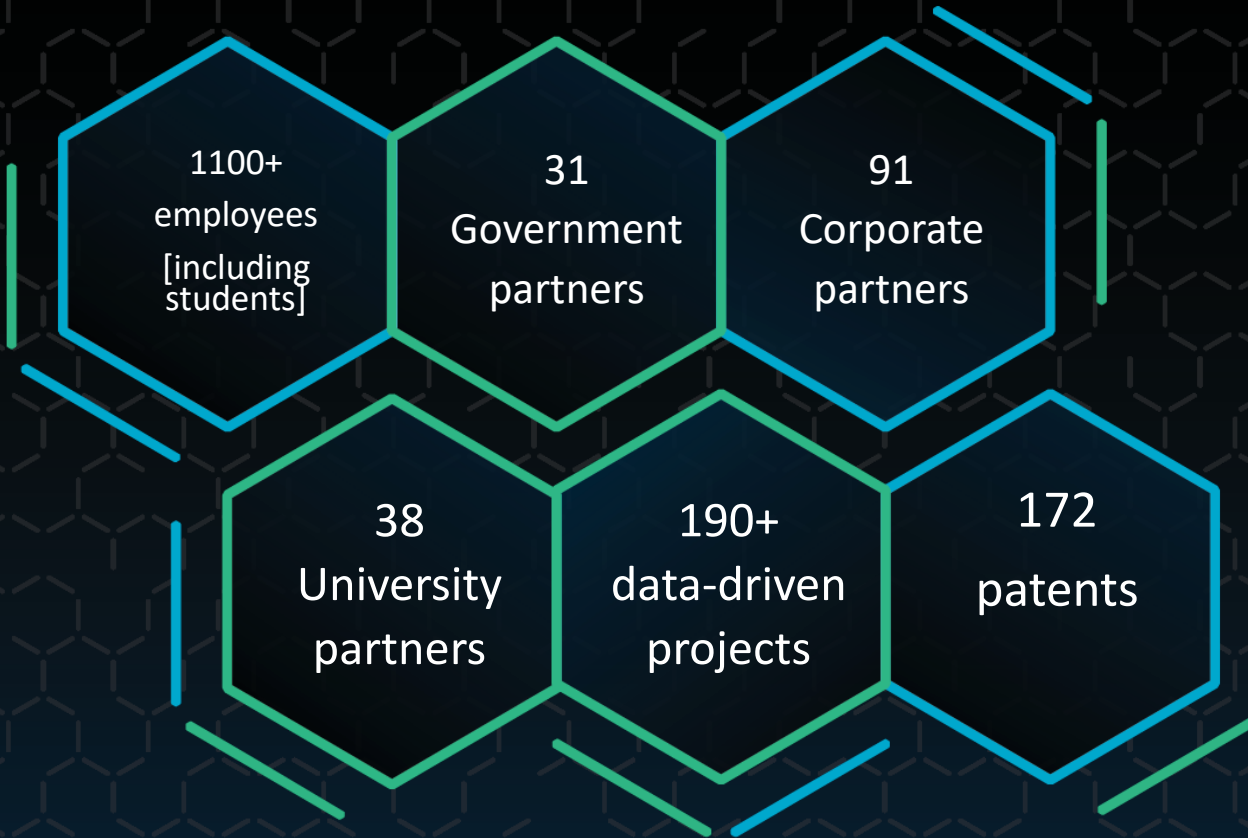 1100+
employees
[including
students]
31
Government
partners
91
Corporate
partners
38
University
partners
190+
data-driven
projects
172
patents